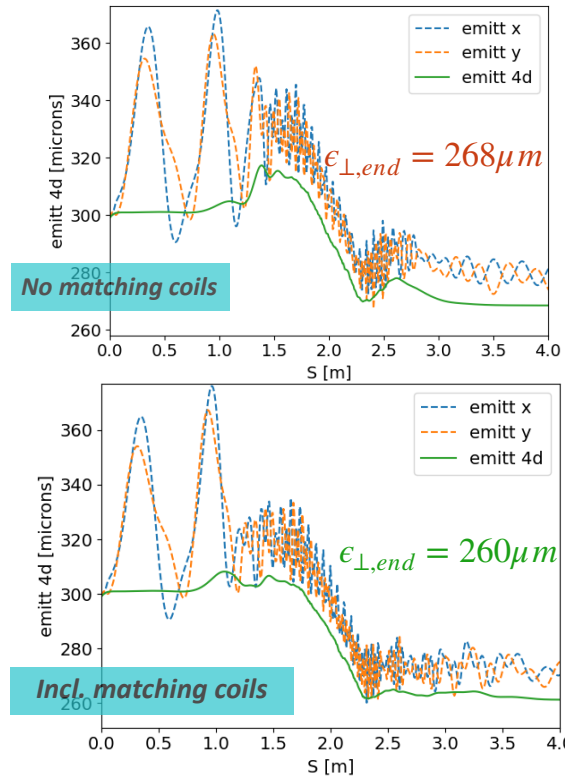 360
340
320
300
280
260
emitt 4d [microns]
emitt x
emitt y
emitt 4d
ϵ⊥,end = 268μm
No matching coils
0.0 0.5 1.0 1.5 2.0 2.5 3.0 3.5 4.0
S [m]
360
340
320
300
280
260
emitt 4d [microns]
emitt x
emitt y
emitt 4d
ϵ⊥,end = 260μm
Incl. matching coils
0.0 0.5 1.0 1.5 2.0 2.5 3.0 3.5 4.0
S [m]